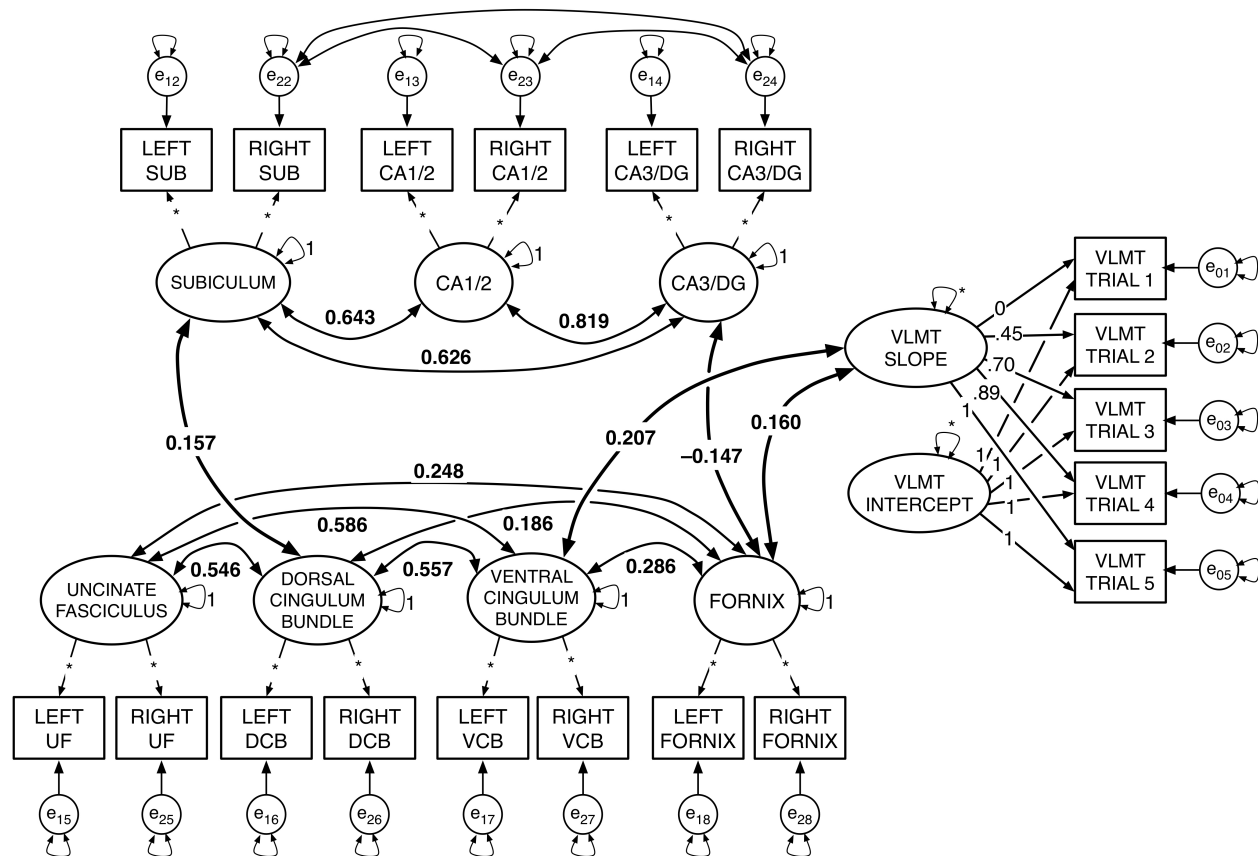 e12 e22 e13 e23 e14 e24
LEFT SUB
RIGHT SUB
LEFT CA1/2
RIGHT CA1/2
LEFT CA3/DG
RIGHT CA3/DG
* * * * * *
SUBICULUM 1
CA1/2 1
CA3/DG 1
0.643
0.819
0.626
VLMT SLOPE *
0
.45
.70
.89
1
VLMT TRIAL 1 e01
VLMT TRIAL 2 e02
VLMT TRIAL 3 e03
VLMT TRIAL 4 e04
VLMT TRIAL 5 e05
VLMT INTERCEPT *
1
1
1
1
1
0.157
0.207
0.160
–0.147
0.248
0.586
0.186
0.546
0.557
0.286
UNCINATE FASCICULUS 1
DORSAL CINGULUM BUNDLE 1
VENTRAL CINGULUM BUNDLE 1
FORNIX 1
* * * * * * * *
LEFT UF
RIGHT UF
LEFT DCB
RIGHT DCB
LEFT VCB
RIGHT VCB
LEFT FORNIX
RIGHT FORNIX
e15 e25 e16 e26 e17 e27 e18 e28